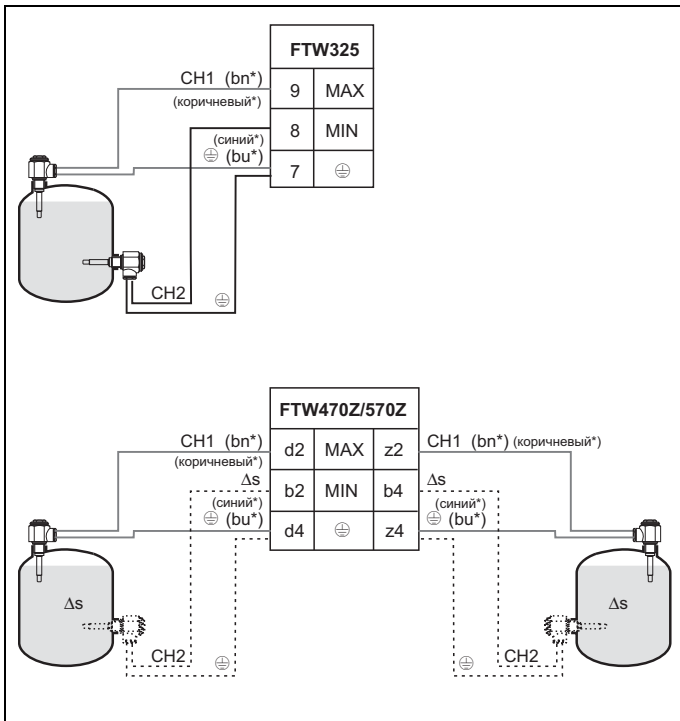 FTW325
CH1 (bn*)
(коричневый*)
9 MAX
8 MIN
(синий*)
⏚ (bu*)
7 ⏚
CH2 ⏚
FTW470Z/570Z
CH1 (bn*) d2 MAX z2 CH1 (bn*) (коричневый*)
(коричневый*)
Δs b2 MIN b4 Δs
(синий*) (синий*)
⏚ (bu*) d4 ⏚ z4 ⏚ (bu*)
Δs Δs
CH2 ⏚ ⏚ CH2